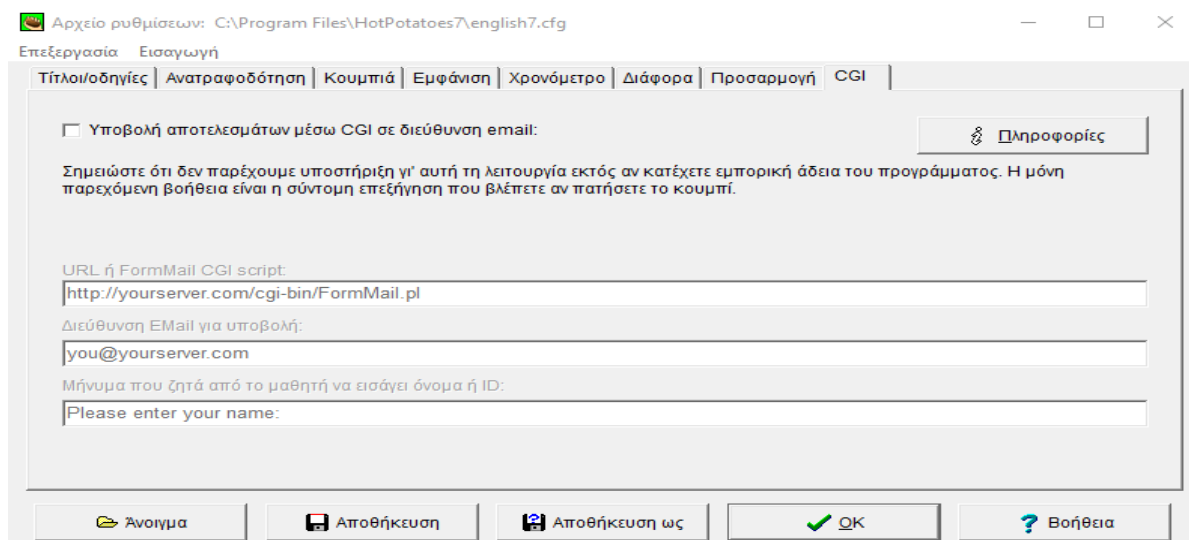 Αρχείο ρυθμίσεων: C:\Program Files\HotPotatoes7\english7.cfg
Επεξεργασία Εισαγωγή
Τίτλοι/οδηγίες Ανατραφοδότηση Κουμπιά Εμφάνιση Χρονόμετρο Διάφορα Προσαρμογή CGI
Υποβολή αποτελεσμάτων μέσω CGI σε διεύθυνση email:
Πληροφορίες
Σημειώστε ότι δεν παρέχουμε υποστήριξη γι' αυτή τη λειτουργία εκτός αν κατέχετε εμπορική άδεια του προγράμματος. Η μόνη
παρεχόμενη βοήθεια είναι η σύντομη επεξήγηση που βλέπετε αν πατήσετε το κουμπί.
URL ή FormMail CGI script:
http://yourserver.com/cgi-bin/FormMail.pl
Διεύθυνση EMail για υποβολή:
you@yourserver.com
Μήνυμα που ζητά από το μαθητή να εισάγει όνομα ή ID:
Please enter your name:
Άνοιγμα Αποθήκευση Αποθήκευση ως OK Βοήθεια